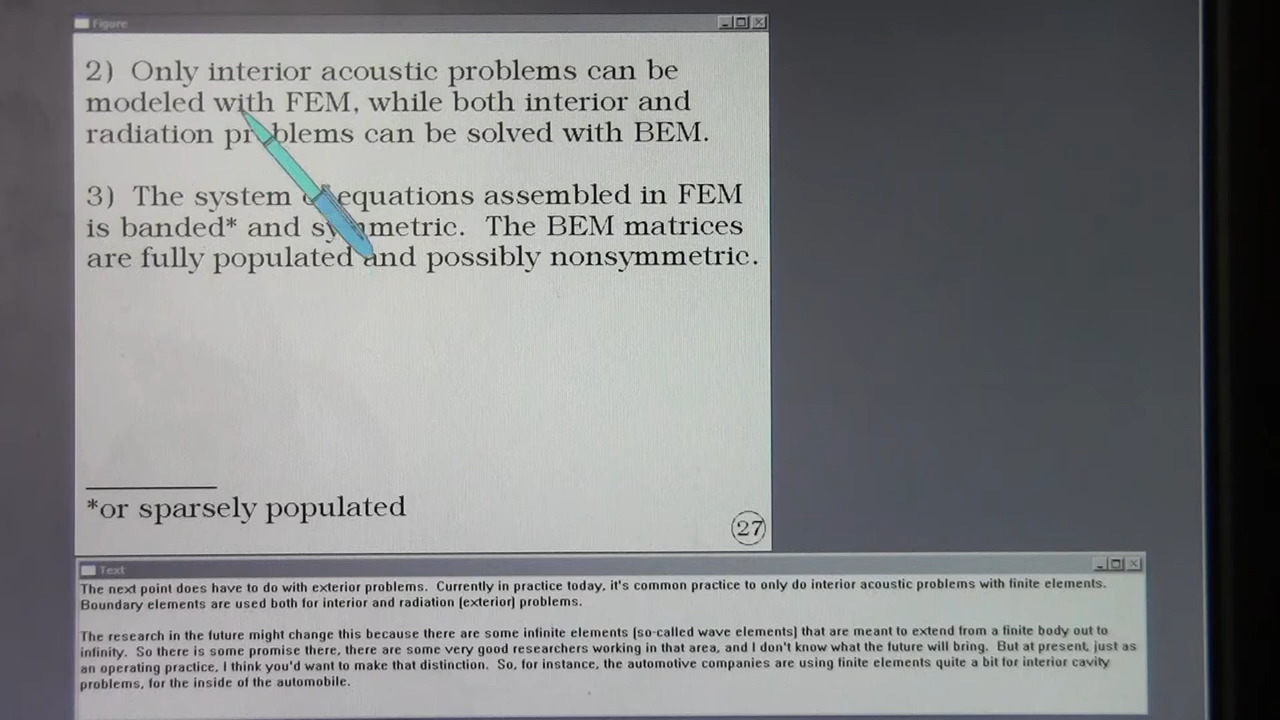 Figure
2) Only interior acoustic problems can be
modeled with FEM, while both interior and
radiation problems can be solved with BEM.
3) The system of equations assembled in FEM
is banded* and symmetric. The BEM matrices
are fully populated and possibly nonsymmetric.
*or sparsely populated
27
Text
The next point does have to do with exterior problems. Currently in practice today, it's common practice to only do interior acoustic problems with finite elements.
Boundary elements are used both for interior and radiation (exterior) problems.
The research in the future might change this because there are some infinite elements (so-called wave elements) that are meant to extend from a finite body out to
infinity. So there is some promise there, there are some very good researchers working in that area, and I don't know what the future will bring. But at present, just as
an operating practice, I think you'd want to make that distinction. So, for instance, the automotive companies are using finite elements quite a bit for interior cavity
problems, for the inside of the automobile.